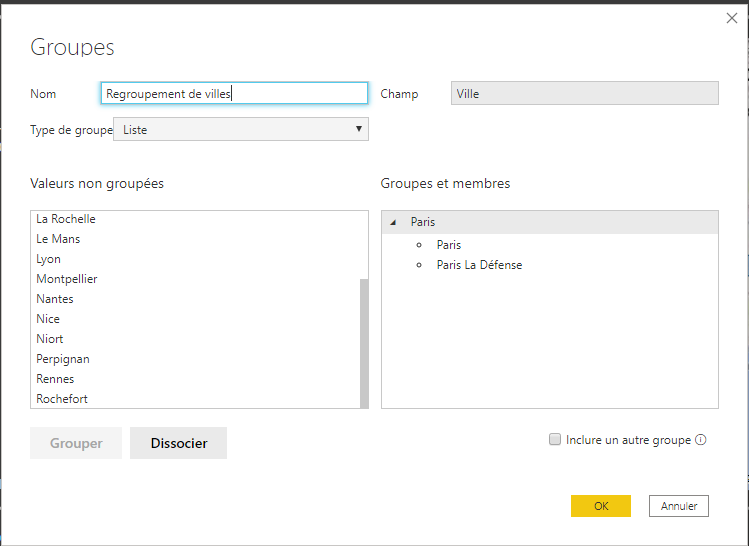 Groupes
Nom
Regroupement de villes
Champ
Ville
Type de groupe
Liste
Valeurs non groupées
La Rochelle
Le Mans
Lyon
Montpellier
Nantes
Nice
Niort
Perpignan
Rennes
Rochefort
Groupes et membres
Paris
Paris
Paris La Défense
Grouper
Dissocier
Inclure un autre groupe
OK
Annuler